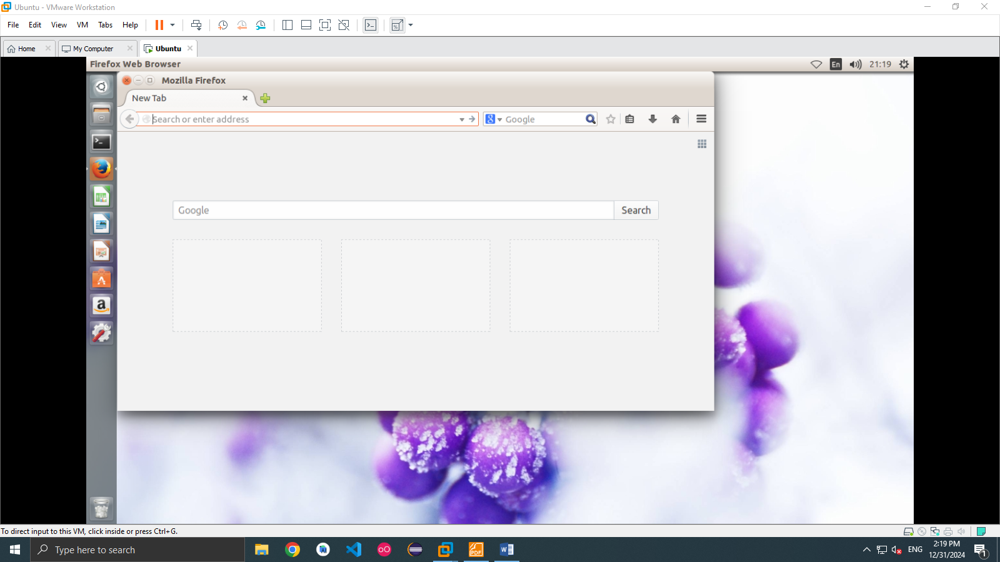 Ubuntu - VMware Workstation
File Edit View VM Tabs Help
Home My Computer Ubuntu
Firefox Web Browser En 21:19
Mozilla Firefox
New Tab
Search or enter address Google
Google Search
To direct input to this VM, click inside or press Ctrl+G.
Type here to search
PDF
ENG
2:19 PM
12/31/2024
1